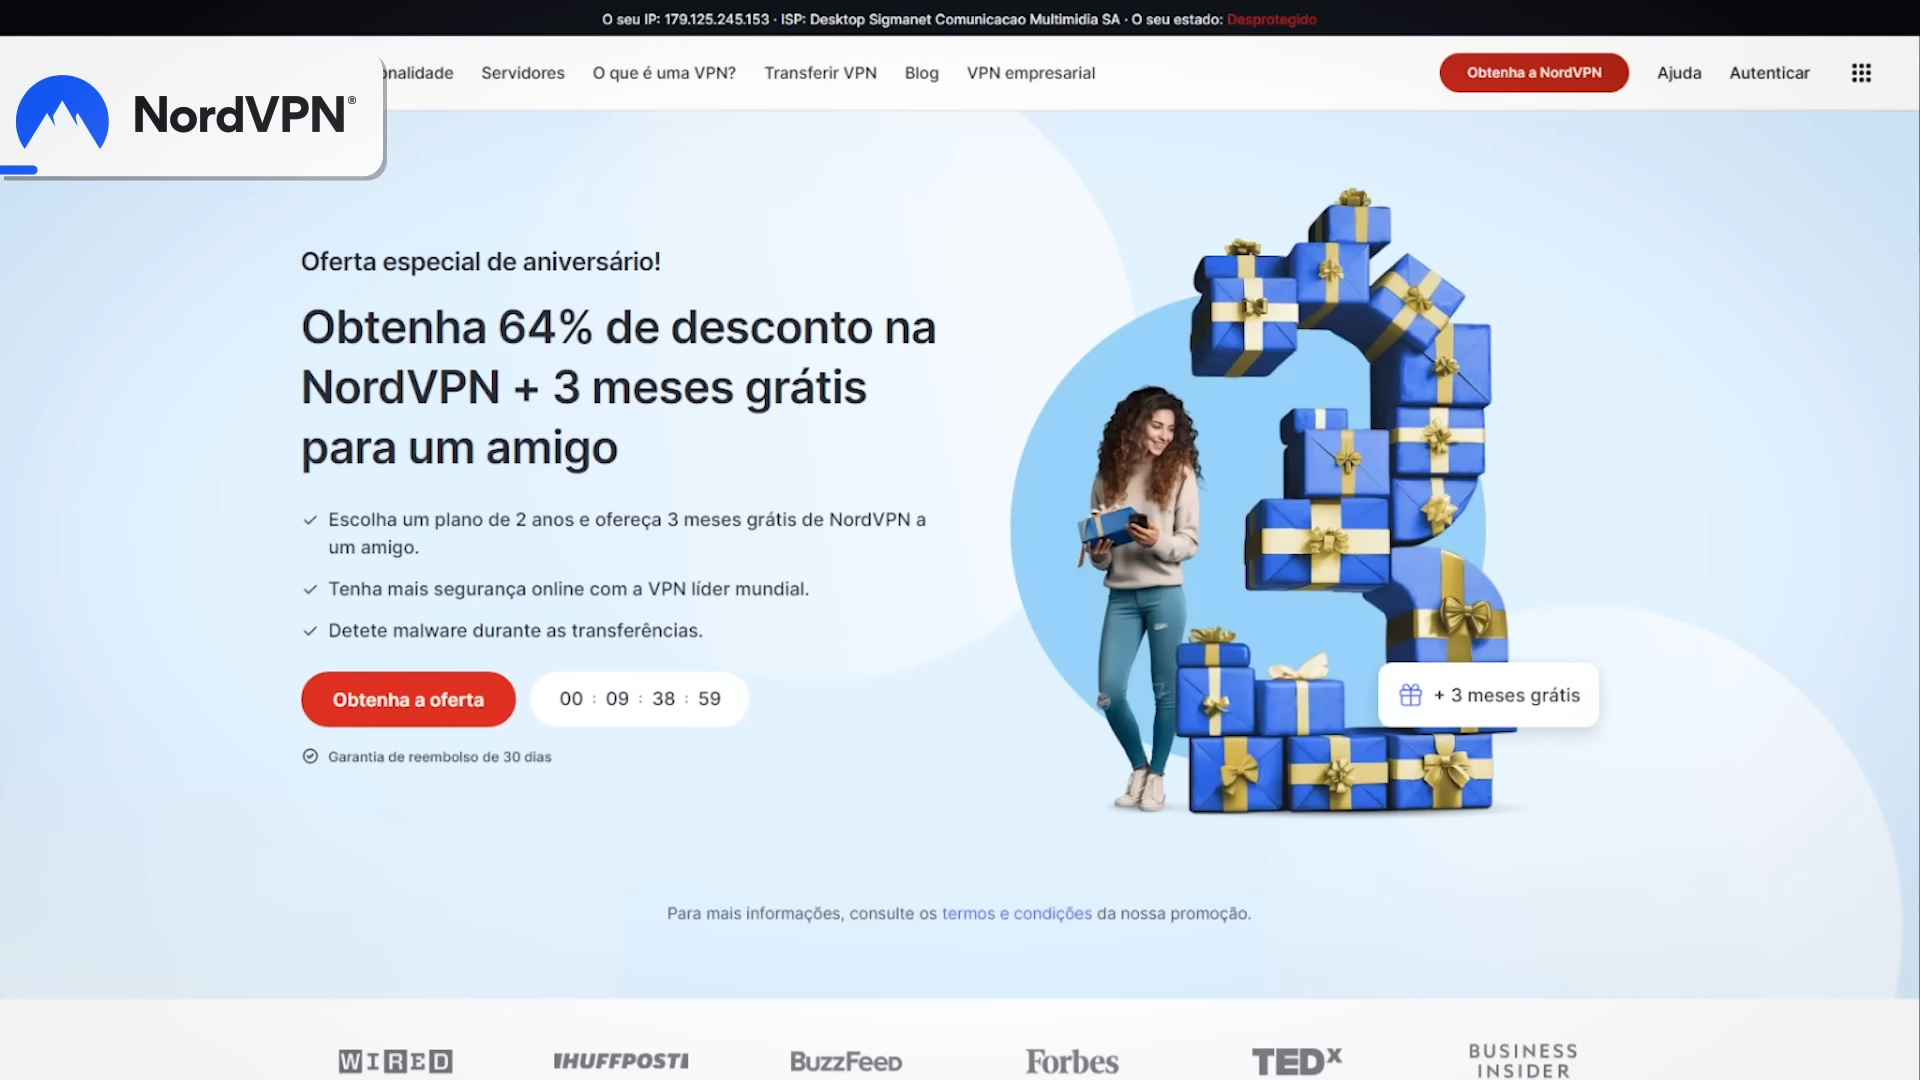 O seu IP: 179.125.245.153 · ISP: Desktop Sigmanet Comunicacao Multimidia SA · O seu estado: Desprotegido
NordVPN®
Servidores
O que é uma VPN?
Transferir VPN
Blog
VPN empresarial
Obtenha a NordVPN
Ajuda
Autenticar
Oferta especial de aniversário!
Obtenha 64% de desconto na
NordVPN + 3 meses grátis
para um amigo
Escolha um plano de 2 anos e ofereça 3 meses grátis de NordVPN a
um amigo.
Tenha mais segurança online com a VPN líder mundial.
Detete malware durante as transferências.
Obtenha a oferta
00 : 09 : 38 : 59
+ 3 meses grátis
Garantia de reembolso de 30 dias
Para mais informações, consulte os termos e condições da nossa promoção.
WIRED
IHUFFPOSTI
BuzzFeed
Forbes
TEDx
BUSINESS
INSIDER